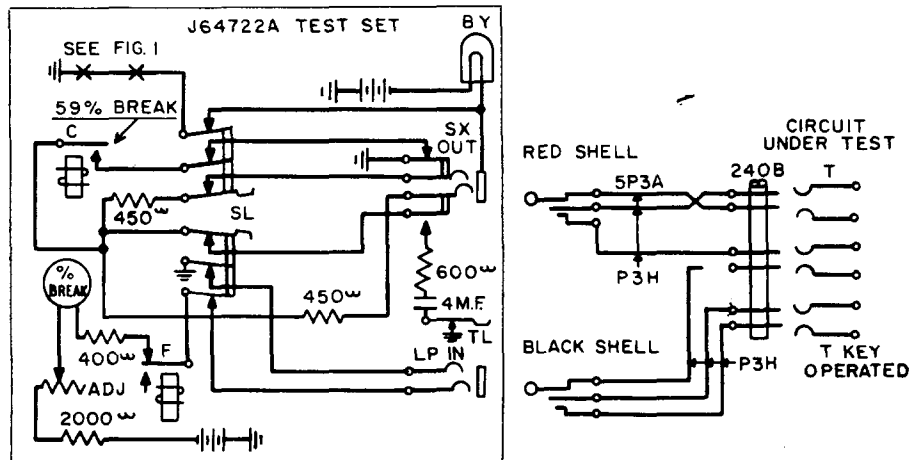 J64722A TEST SET
BY
SEE FIG. 1
59% BREAK
C
SX
OUT
450ω
SL
% BREAK
450ω
600ω
4 M.F.
TL
400ω
F
LP IN
ADJ
2000ω
CIRCUIT
UNDER TEST
RED SHELL
5P3A
240B
T
P3H
BLACK SHELL
P3H
T KEY
OPERATED